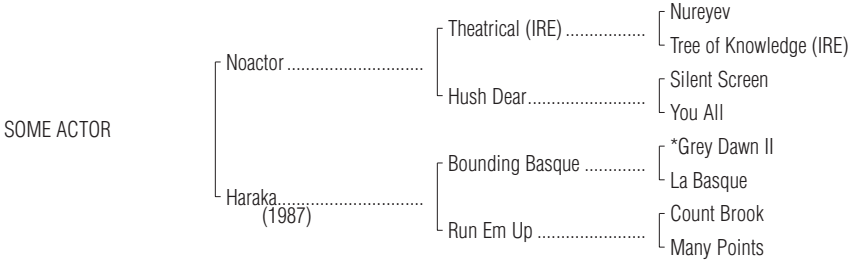 Nureyev
Theatrical (IRE) .................
Tree of Knowledge (IRE)
Noactor .............................
Silent Screen
Hush Dear.........................
You All
SOME ACTOR
*Grey Dawn II
Bounding Basque .............
La Basque
Haraka...............................
(1987)
Count Brook
Run Em Up .......................
Many Points